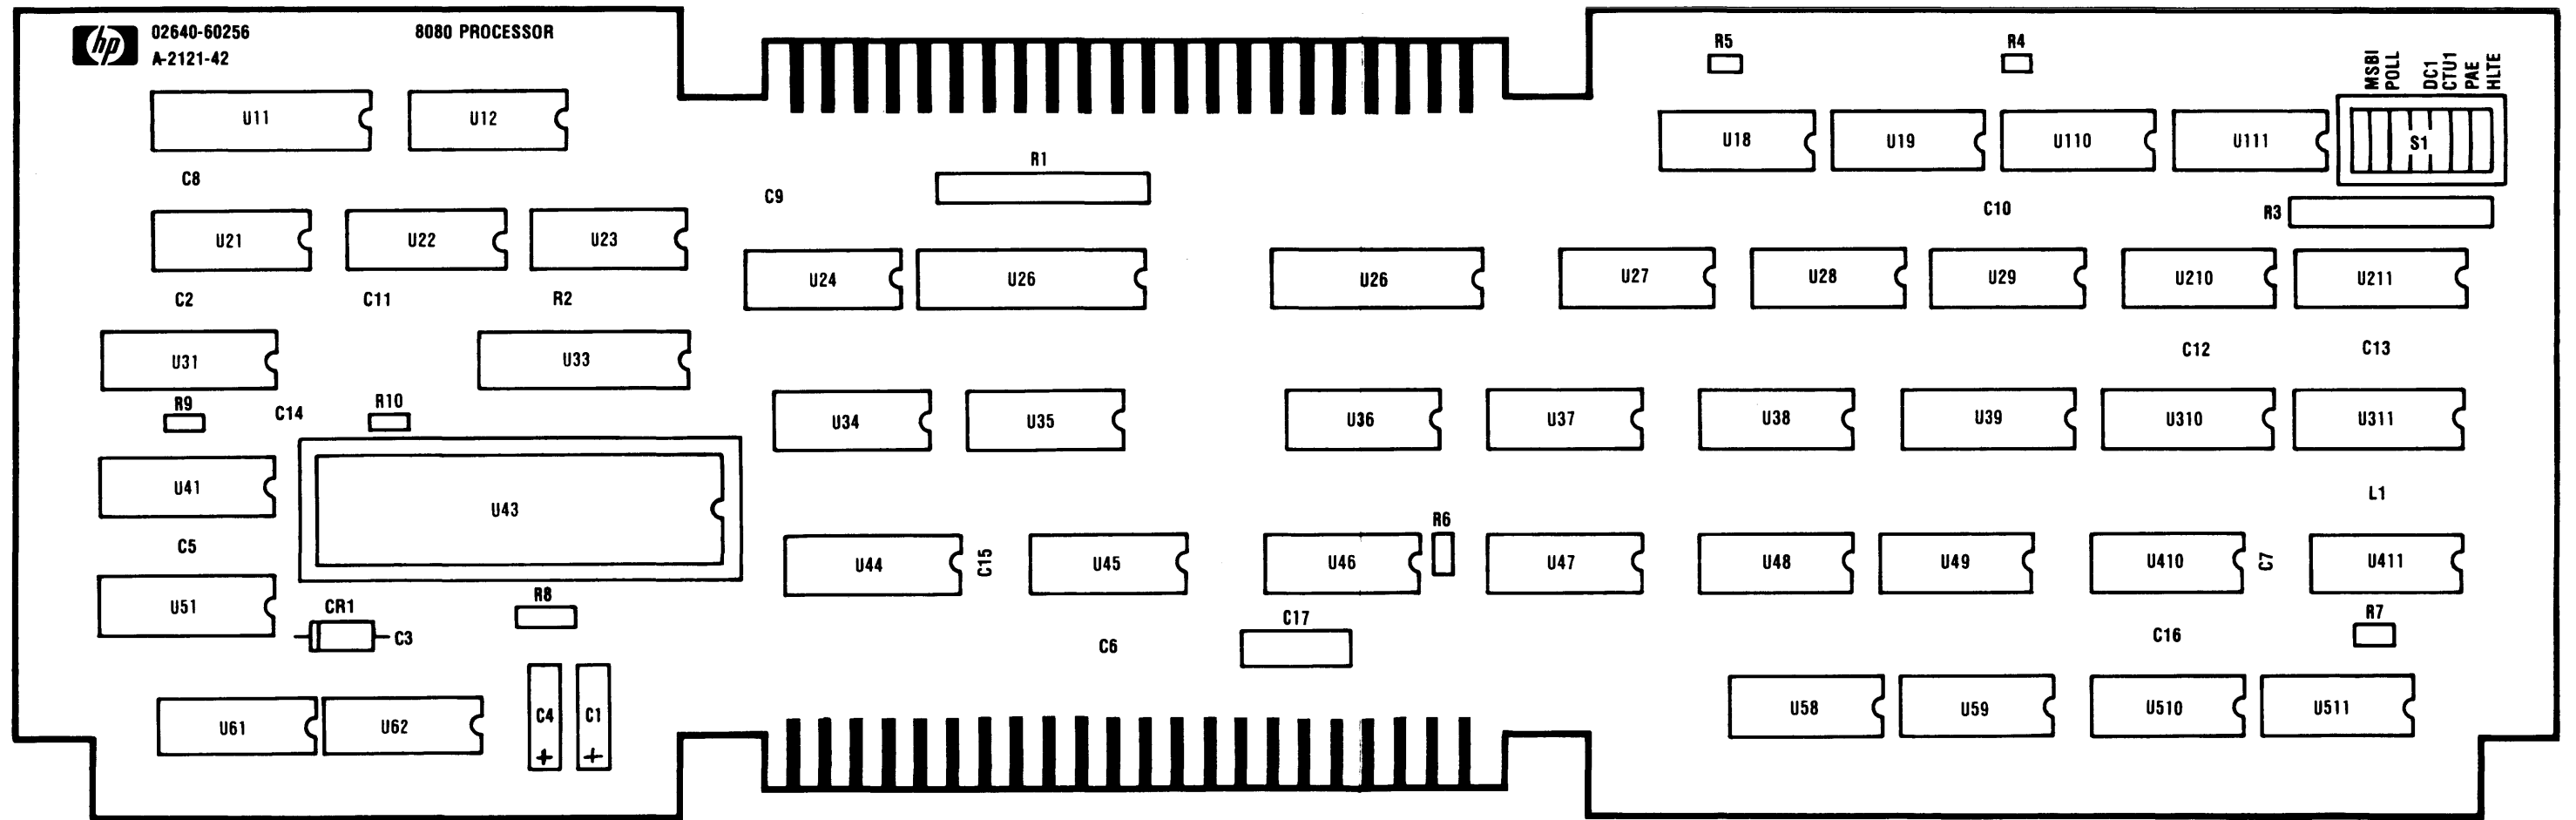 hp
02640-60256
A-2121-42
8080 PROCESSOR
R5
R4
MSBI
POLL
DC1
CTU1
PAE
HLTE
U11
U12
U18
U19
U110
U111
S1
R1
C8
C9
C10
R3
U21
U22
U23
U24
U26
U26
U27
U28
U29
U210
U211
C2
C11
R2
U31
U33
C12
C13
R9
C14
R10
U34
U35
U36
U37
U38
U39
U310
U311
U41
U43
L1
C5
R6
U44
C15
U45
U46
U47
U48
U49
U410
C7
U411
U51
CR1
C3
R8
C17
C6
C16
R7
U61
U62
C4
+
C1
+
U58
U59
U510
U511